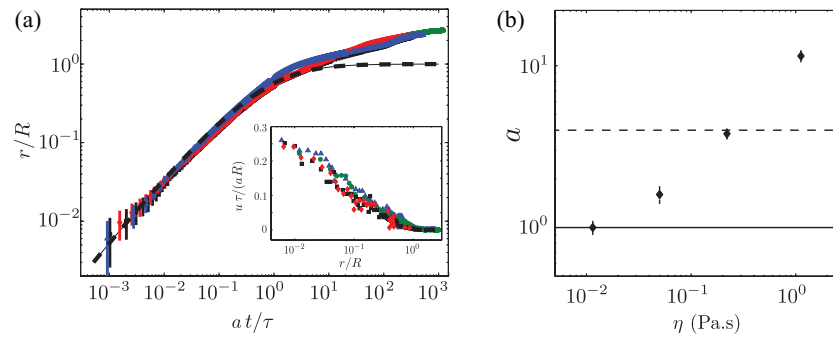 (a)
r/R
10^0
10^{-1}
10^{-2}
10^{-3} 10^{-2} 10^{-1} 10^0 10^1 10^2 10^3
a t/τ
u τ/(aR)
0.3
0.2
0.1
0
10^{-2} 10^{-1} 10^0
r/R
(b)
a
10^1
10^0
10^{-2} 10^{-1} 10^0
η (Pa.s)